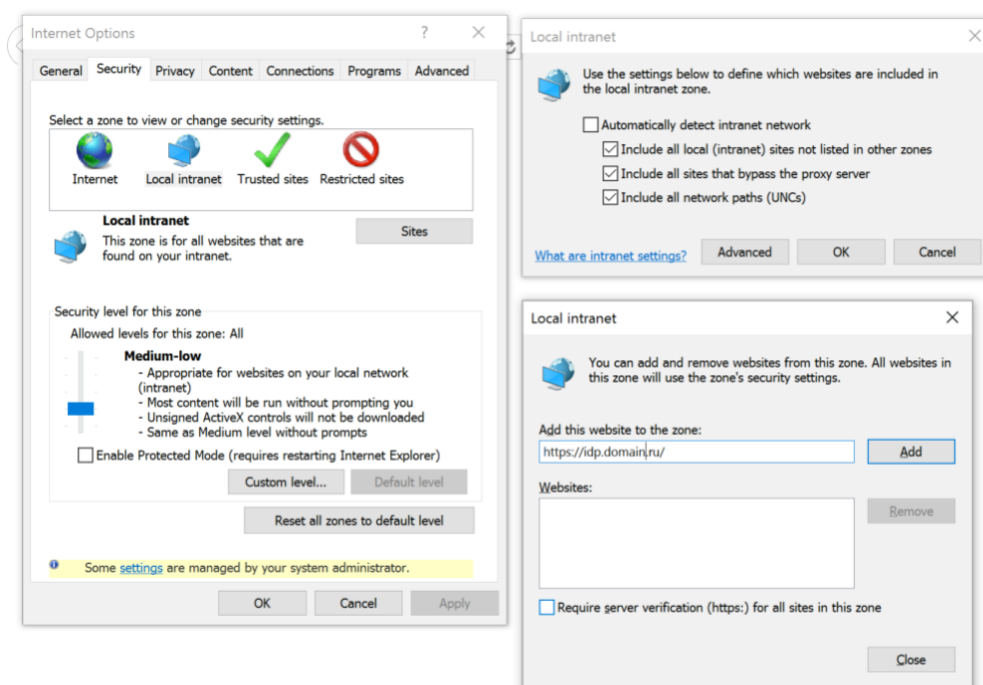 Internet Options
?
General Security Privacy Content Connections Programs Advanced
Select a zone to view or change security settings.
Internet Local intranet Trusted sites Restricted sites
Local intranet
This zone is for all websites that are
found on your intranet.
Sites
Security level for this zone
Allowed levels for this zone: All
Medium-low
- Appropriate for websites on your local network
(intranet)
- Most content will be run without prompting you
- Unsigned ActiveX controls will not be downloaded
- Same as Medium level without prompts
Enable Protected Mode (requires restarting Internet Explorer)
Custom level... Default level
Reset all zones to default level
Some settings are managed by your system administrator.
OK Cancel Apply
Local intranet
Use the settings below to define which websites are included in
the local intranet zone.
Automatically detect intranet network
Include all local (intranet) sites not listed in other zones
Include all sites that bypass the proxy server
Include all network paths (UNCs)
What are intranet settings? Advanced OK Cancel
Local intranet
You can add and remove websites from this zone. All websites in
this zone will use the zone's security settings.
Add this website to the zone:
https://idp.domain.ru/ Add
Websites:
Remove
Require server verification (https:) for all sites in this zone
Close